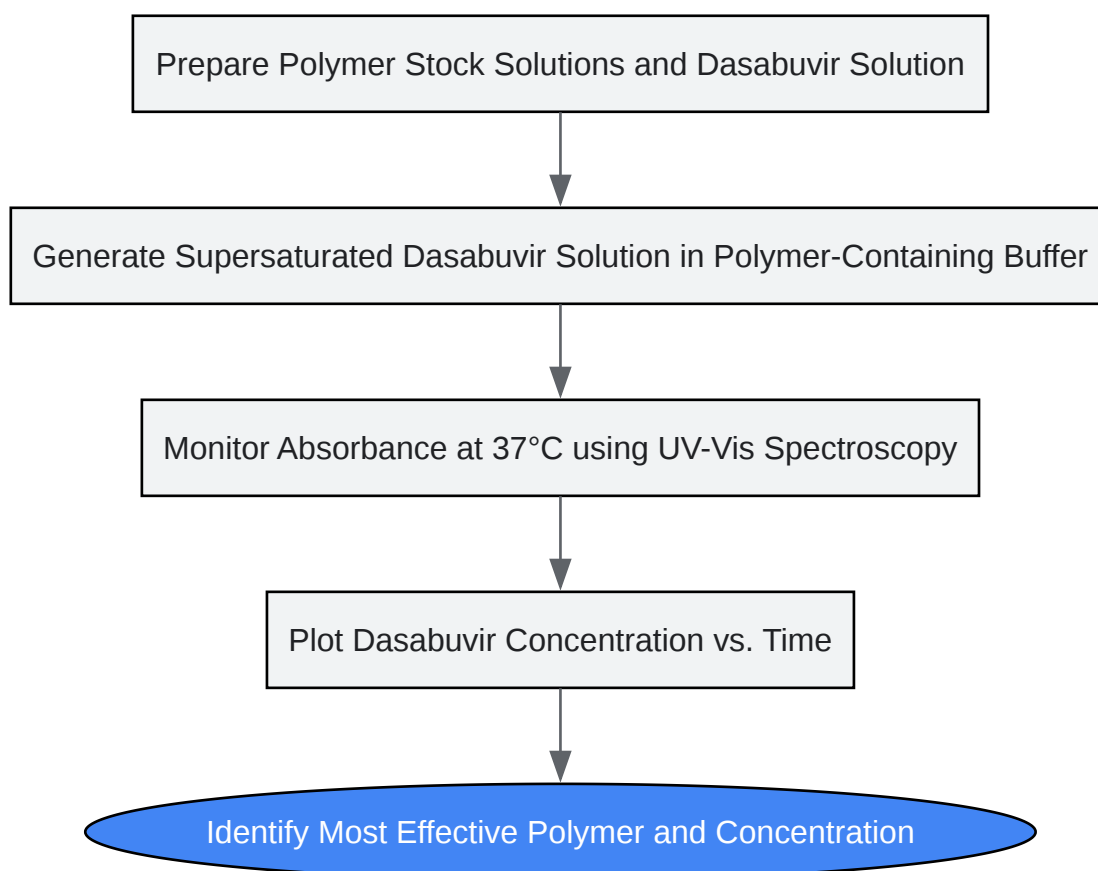 Prepare Polymer Stock Solutions and Dasabuvir Solution
Generate Supersaturated Dasabuvir Solution in Polymer-Containing Buffer
Monitor Absorbance at 37°C using UV-Vis Spectroscopy
Plot Dasabuvir Concentration vs. Time
Identify Most Effective Polymer and Concentration